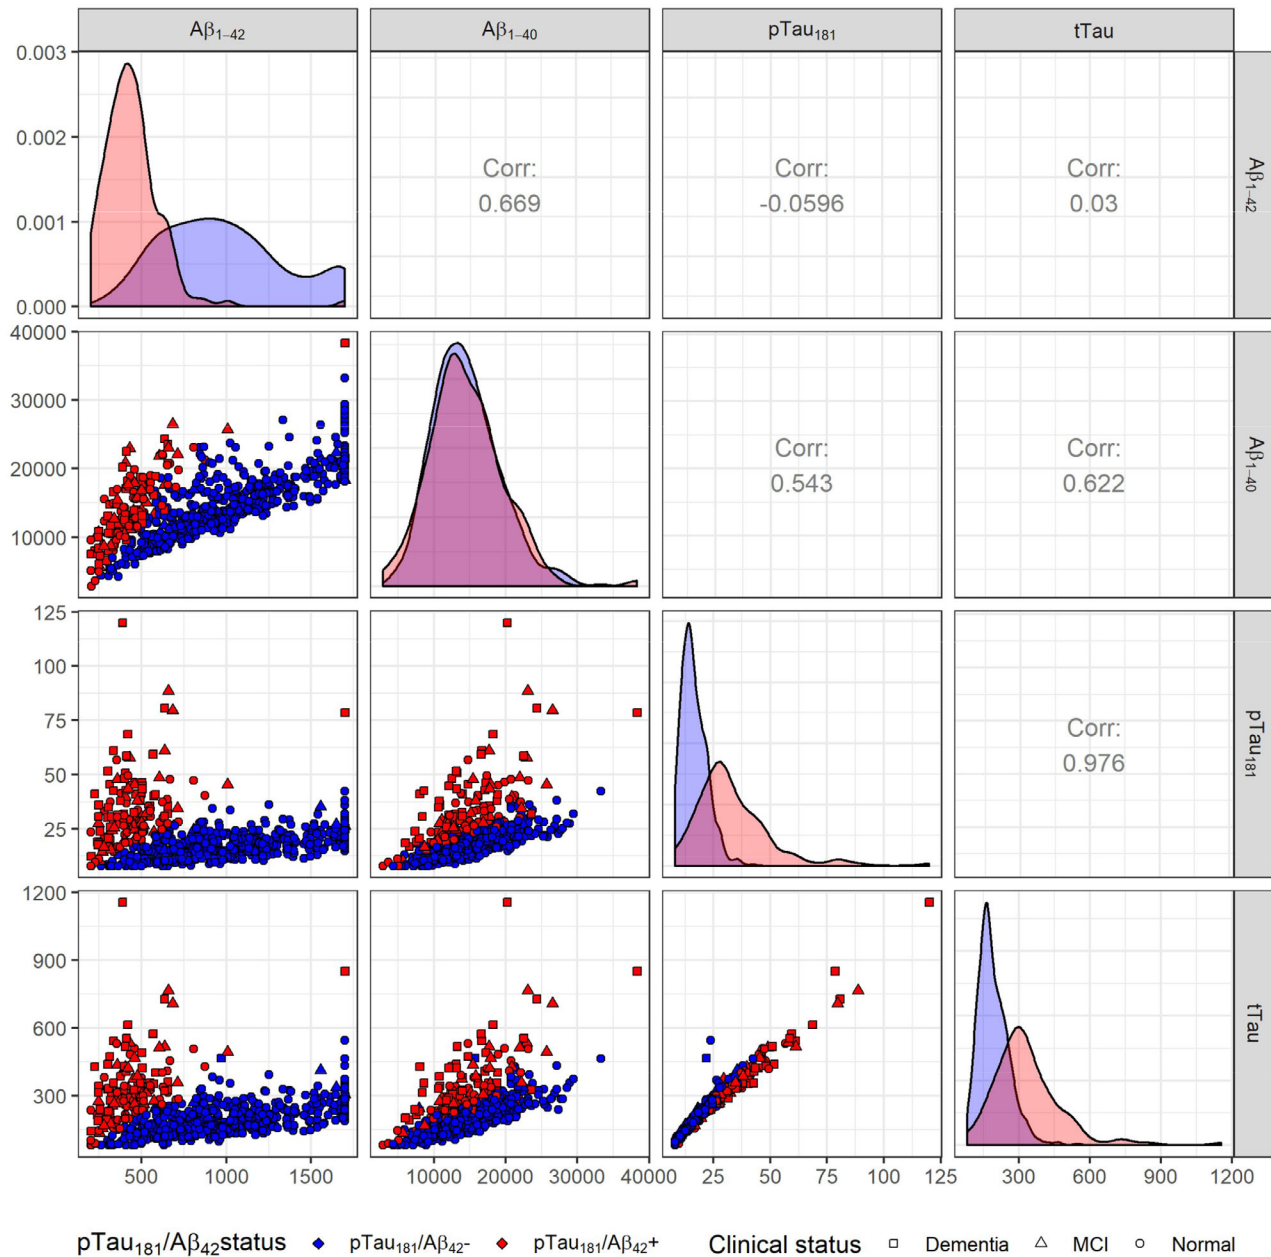 Aβ₁₋₄₂ Aβ₁₋₄₀ pTau₁₈₁ tTau
0.003
0.002
0.001
0.000
Corr:
0.669
Corr:
-0.0596
Corr:
0.03
Aβ₁₋₄₂
40000
30000
20000
10000
Corr:
0.543
Corr:
0.622
Aβ₁₋₄₀
125
100
75
50
25
Corr:
0.976
pTau₁₈₁
1200
900
600
300
tTau
500 1000 1500
10000 20000 30000 40000
25 50 75 100 125
300 600 900 1200
pTau₁₈₁/Aβ₄₂status pTau₁₈₁/Aβ₄₂- pTau₁₈₁/Aβ₄₂+ Clinical status Dementia MCI Normal